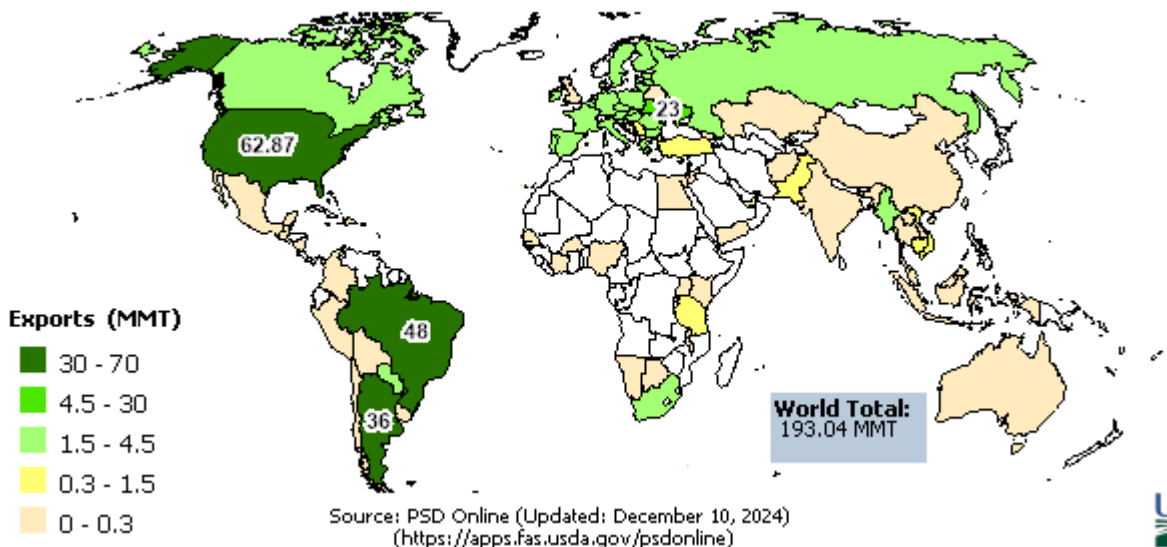 62.87
23
48
36
Exports (MMT)
30 - 70
4.5 - 30
1.5 - 4.5
0.3 - 1.5
0 - 0.3
World Total:
193.04 MMT
Source: PSD Online (Updated: December 10, 2024)
(https://apps.fas.usda.gov/psdonline)